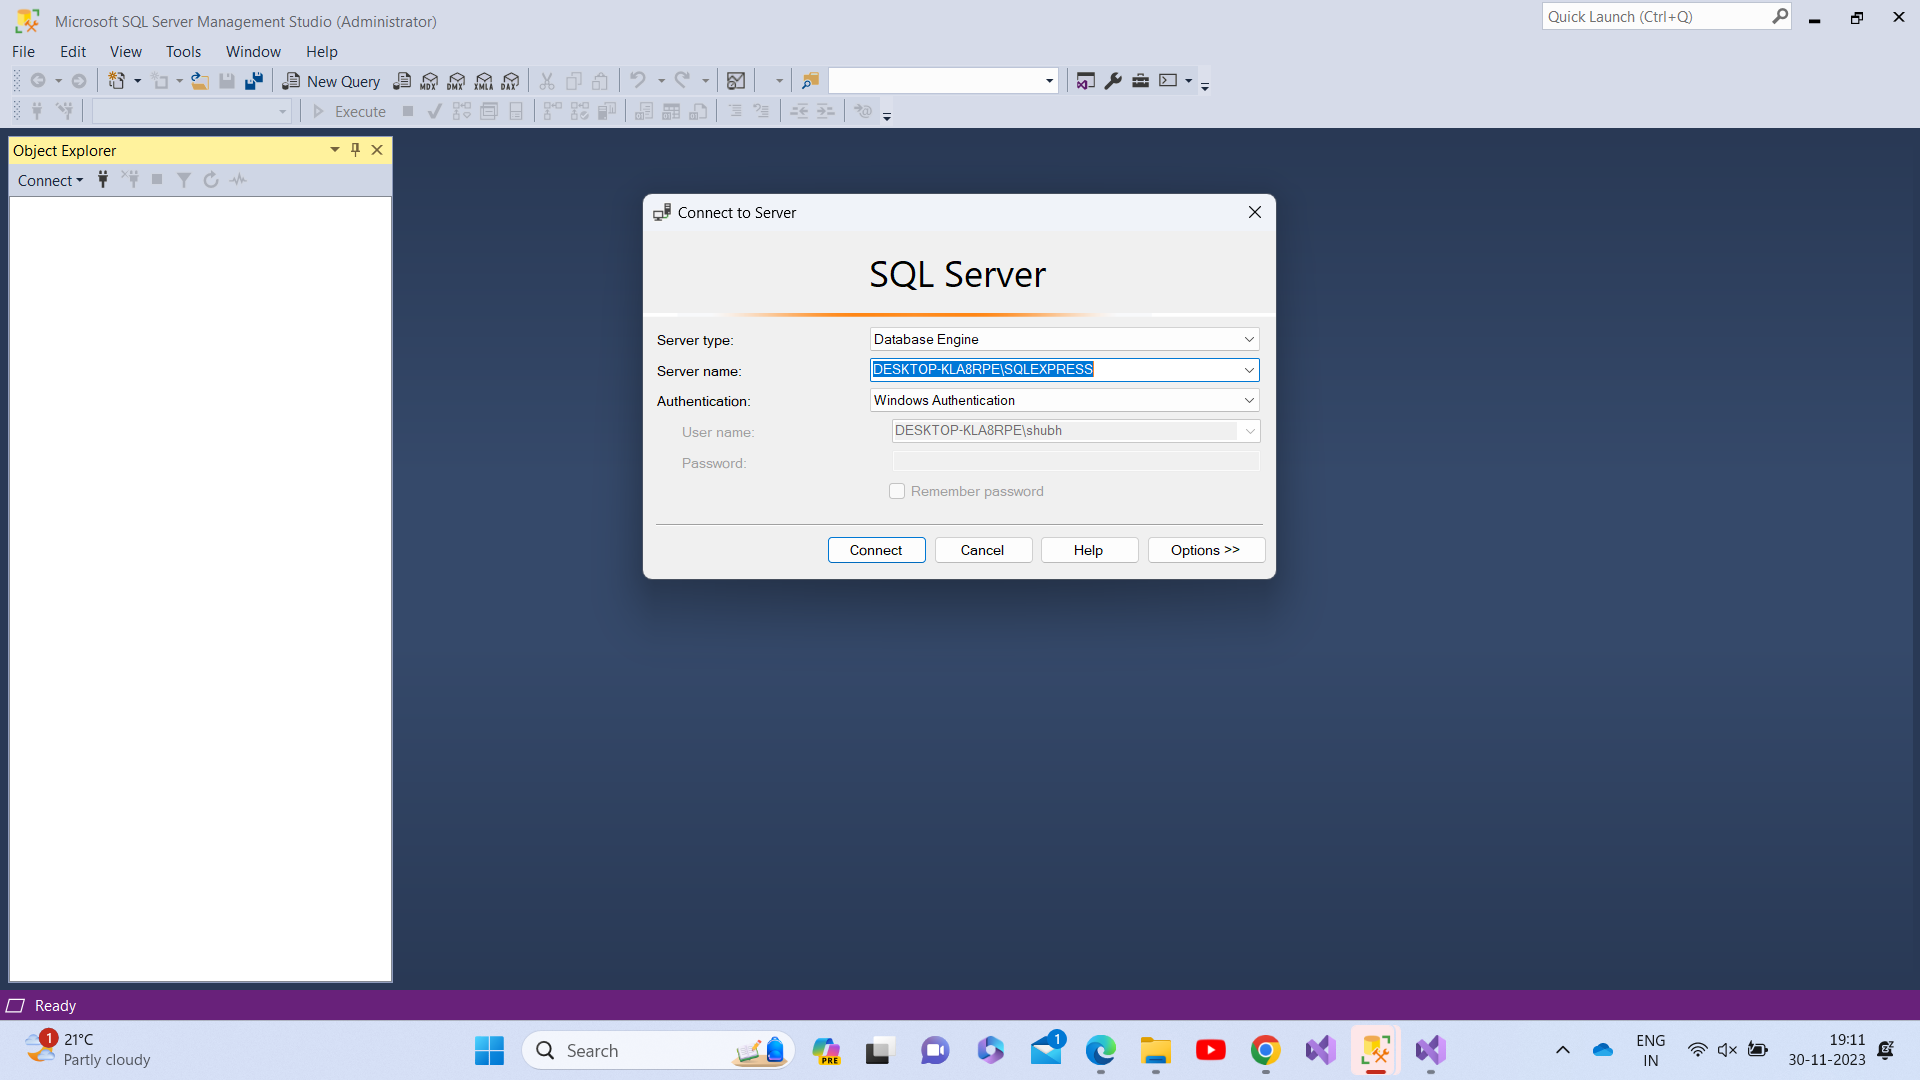 Microsoft SQL Server Management Studio (Administrator)
Quick Launch (Ctrl+Q)
File Edit View Tools Window Help
New Query
MDX DMX XMLA DAX
Execute
Object Explorer
Connect
Connect to Server
SQL Server
Server type: Database Engine
Server name: DESKTOP-KLA8RPE\SQLEXPRESS
Authentication: Windows Authentication
User name: DESKTOP-KLA8RPE\shubh
Password:
Remember password
Connect Cancel Help Options >>
Ready
1
21°C
Partly cloudy
Search
PRE
1
ENG
IN
19:11
30-11-2023